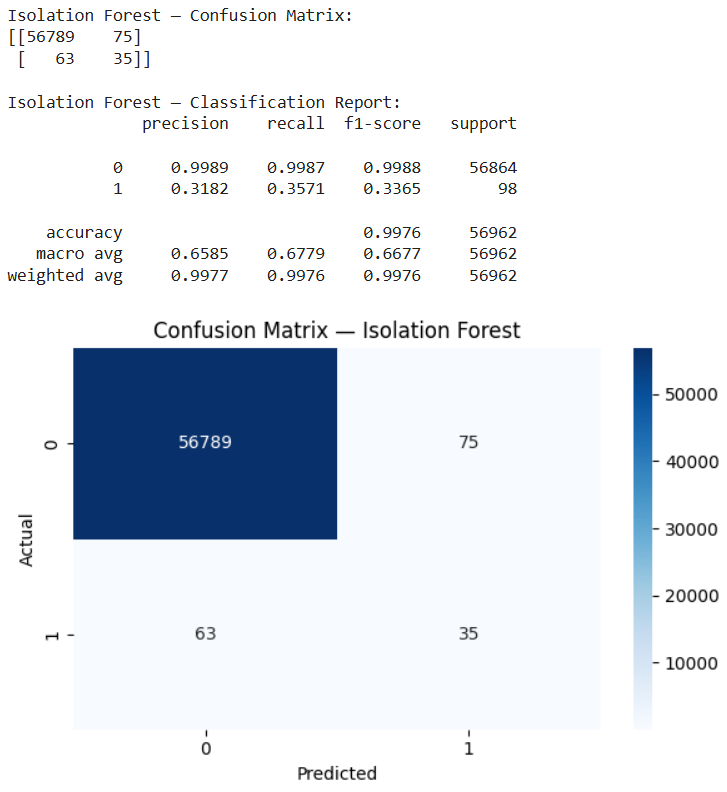 Isolation Forest — Confusion Matrix:
[[56789    75]
 [   63    35]]
Isolation Forest — Classification Report:
              precision    recall  f1-score   support
           0     0.9989    0.9987    0.9988     56864
           1     0.3182    0.3571    0.3365        98
    accuracy                         0.9976     56962
   macro avg     0.6585    0.6779    0.6677     56962
weighted avg     0.9977    0.9976    0.9976     56962
Confusion Matrix — Isolation Forest
50000
0 56789 75
40000
Actual
30000
20000
1 63 35
10000
0 1
Predicted